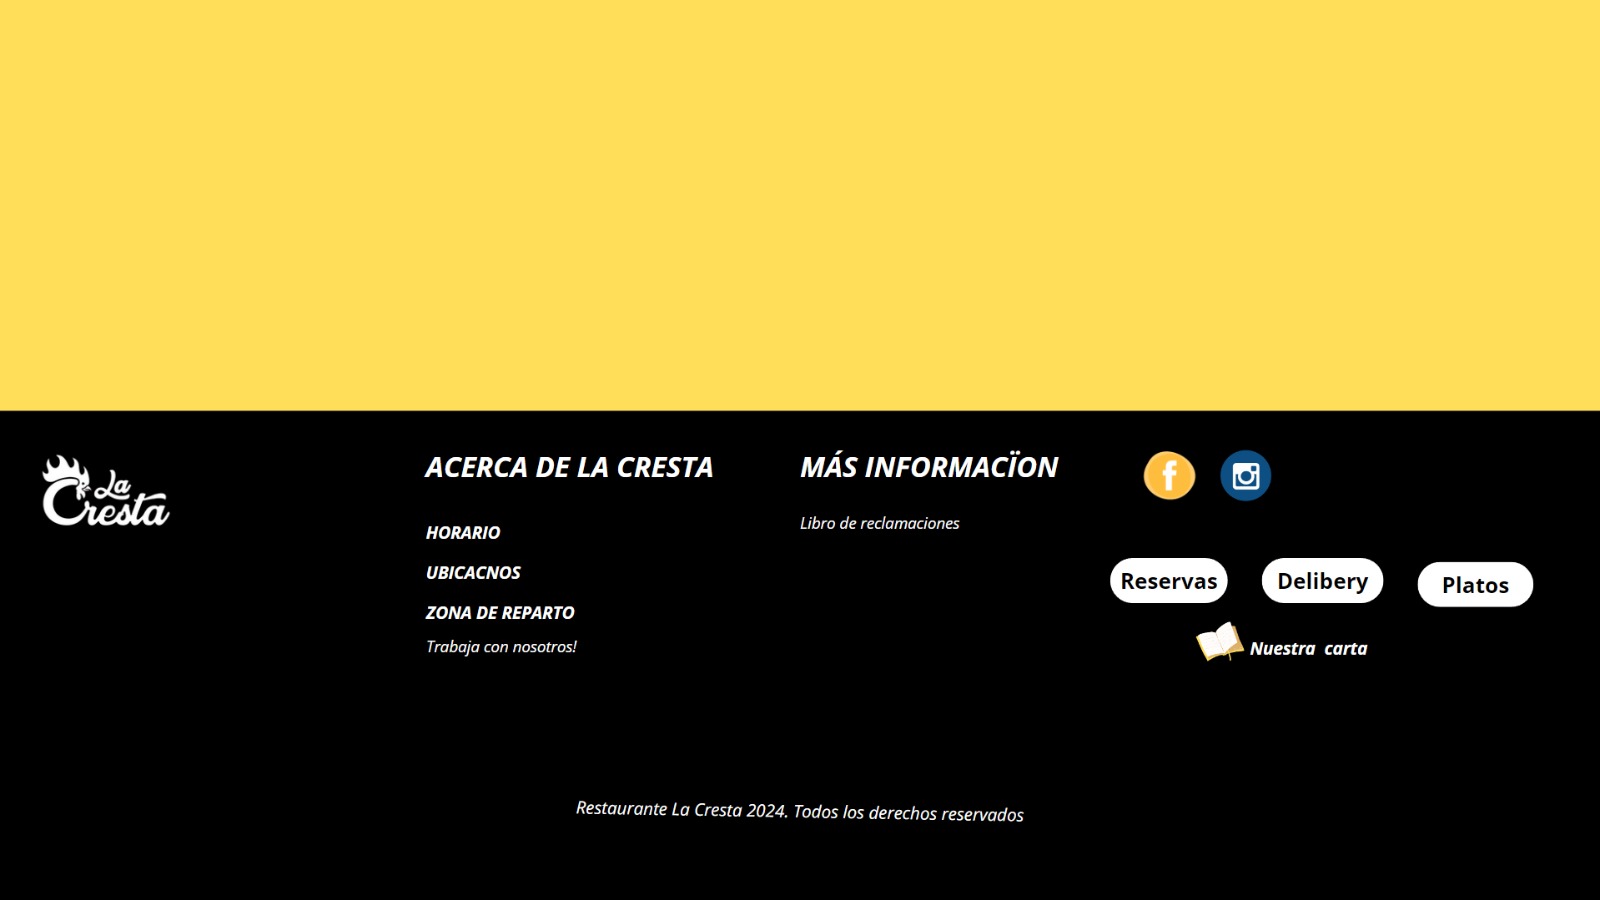 La
Cresta
ACERCA DE LA CRESTA
HORARIO
UBICACNOS
ZONA DE REPARTO
Trabaja con nosotros!
MÁS INFORMACÏON
Libro de reclamaciones
Reservas
Delibery
Platos
Nuestra carta
Restaurante La Cresta 2024. Todos los derechos reservados